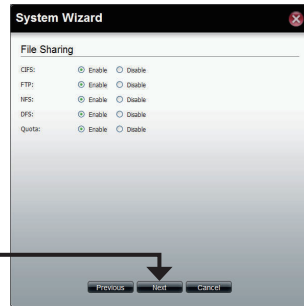 System Wizard
File Sharing
CIFS: Enable Disable
FTP: Enable Disable
NFS: Enable Disable
DFS: Enable Disable
Quota: Enable Disable
Previous Next Cancel